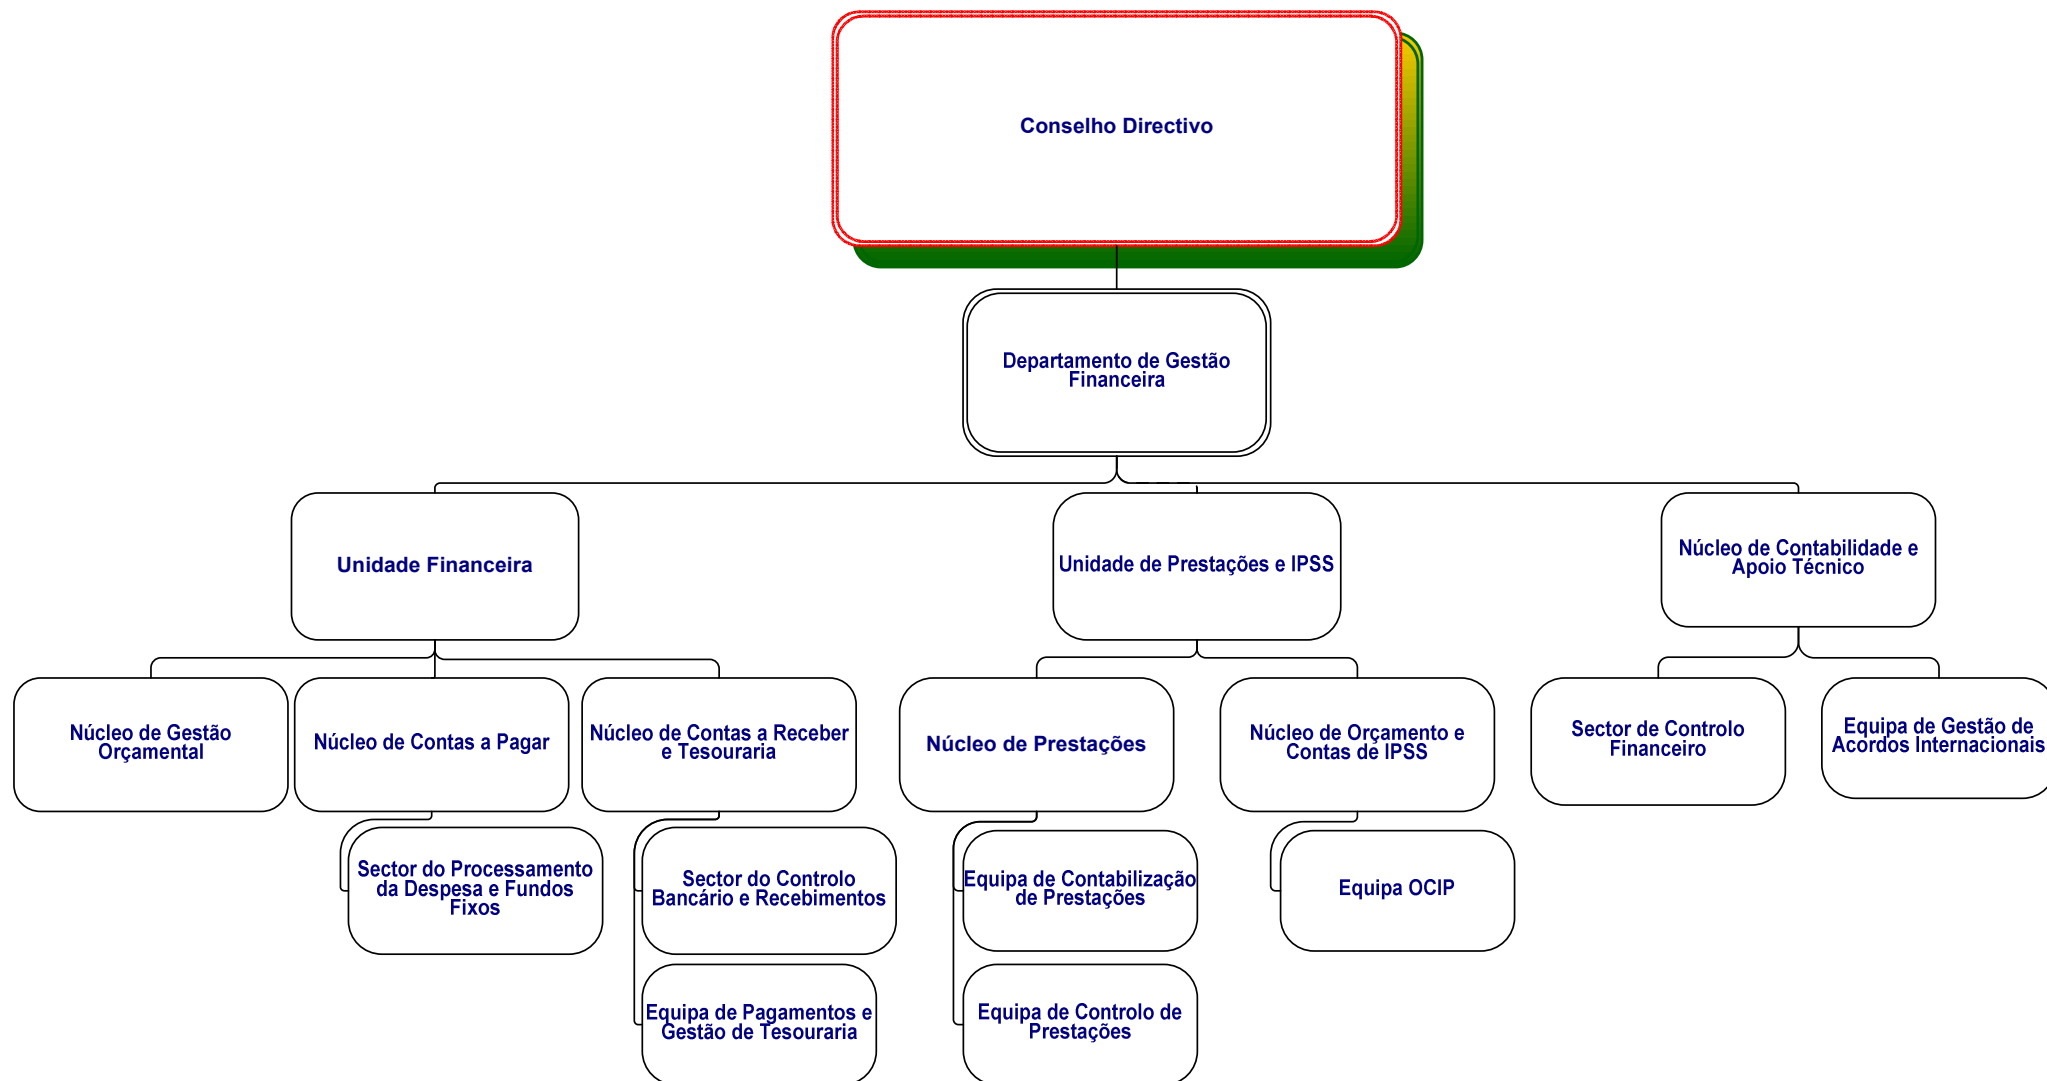 Conselho Directivo
Departamento de Gestão
Financeira
Unidade Financeira
Unidade de Prestações e IPSS
Núcleo de Contabilidade e
Apoio Técnico
Núcleo de Gestão
Orçamental
Núcleo de Contas a Pagar
Núcleo de Contas a Receber
e Tesouraria
Núcleo de Prestações
Núcleo de Orçamento e
Contas de IPSS
Sector de Controlo
Financeiro
Equipa de Gestão de
Acordos Internacionais
Sector do Processamento
da Despesa e Fundos
Fixos
Sector do Controlo
Bancário e Recebimentos
Equipa de Contabilização
de Prestações
Equipa OCIP
Equipa de Pagamentos e
Gestão de Tesouraria
Equipa de Controlo de
Prestações